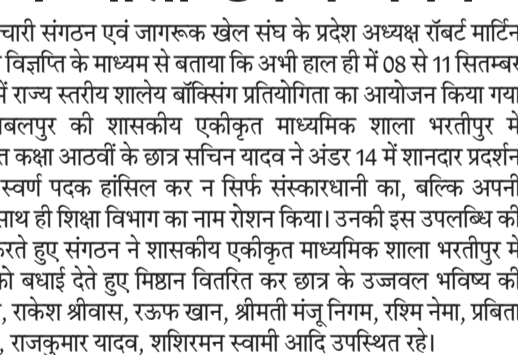 चारी संगठन एवं जागरूक खेल संघ के प्रदेश अध्यक्ष रॉबर्ट मार्टिन
विज्ञप्ति के माध्यम से बताया कि अभी हाल ही में 08 से 11 सितम्बर
में राज्य स्तरीय शालेय बॉक्सिंग प्रतियोगिता का आयोजन किया गया
बलपुर की शासकीय एकीकृत माध्यमिक शाला भरतीपुर मे
त कक्षा आठवीं के छात्र सचिन यादव ने अंडर 14 में शानदार प्रदर्शन
स्वर्ण पदक हांसिल कर न सिर्फ संस्कारधानी का, बल्कि अपनी
साथ ही शिक्षा विभाग का नाम रोशन किया। उनकी इस उपलब्धि की
करते हुए संगठन ने शासकीय एकीकृत माध्यमिक शाला भरतीपुर मे
को बधाई देते हुए मिष्ठान वितरित कर छात्र के उज्जवल भविष्य की
, राकेश श्रीवास, रऊफ खान, श्रीमती मंजू निगम, रश्मि नेमा, प्रबिता
, राजकुमार यादव, शशिरमन स्वामी आदि उपस्थित रहे।